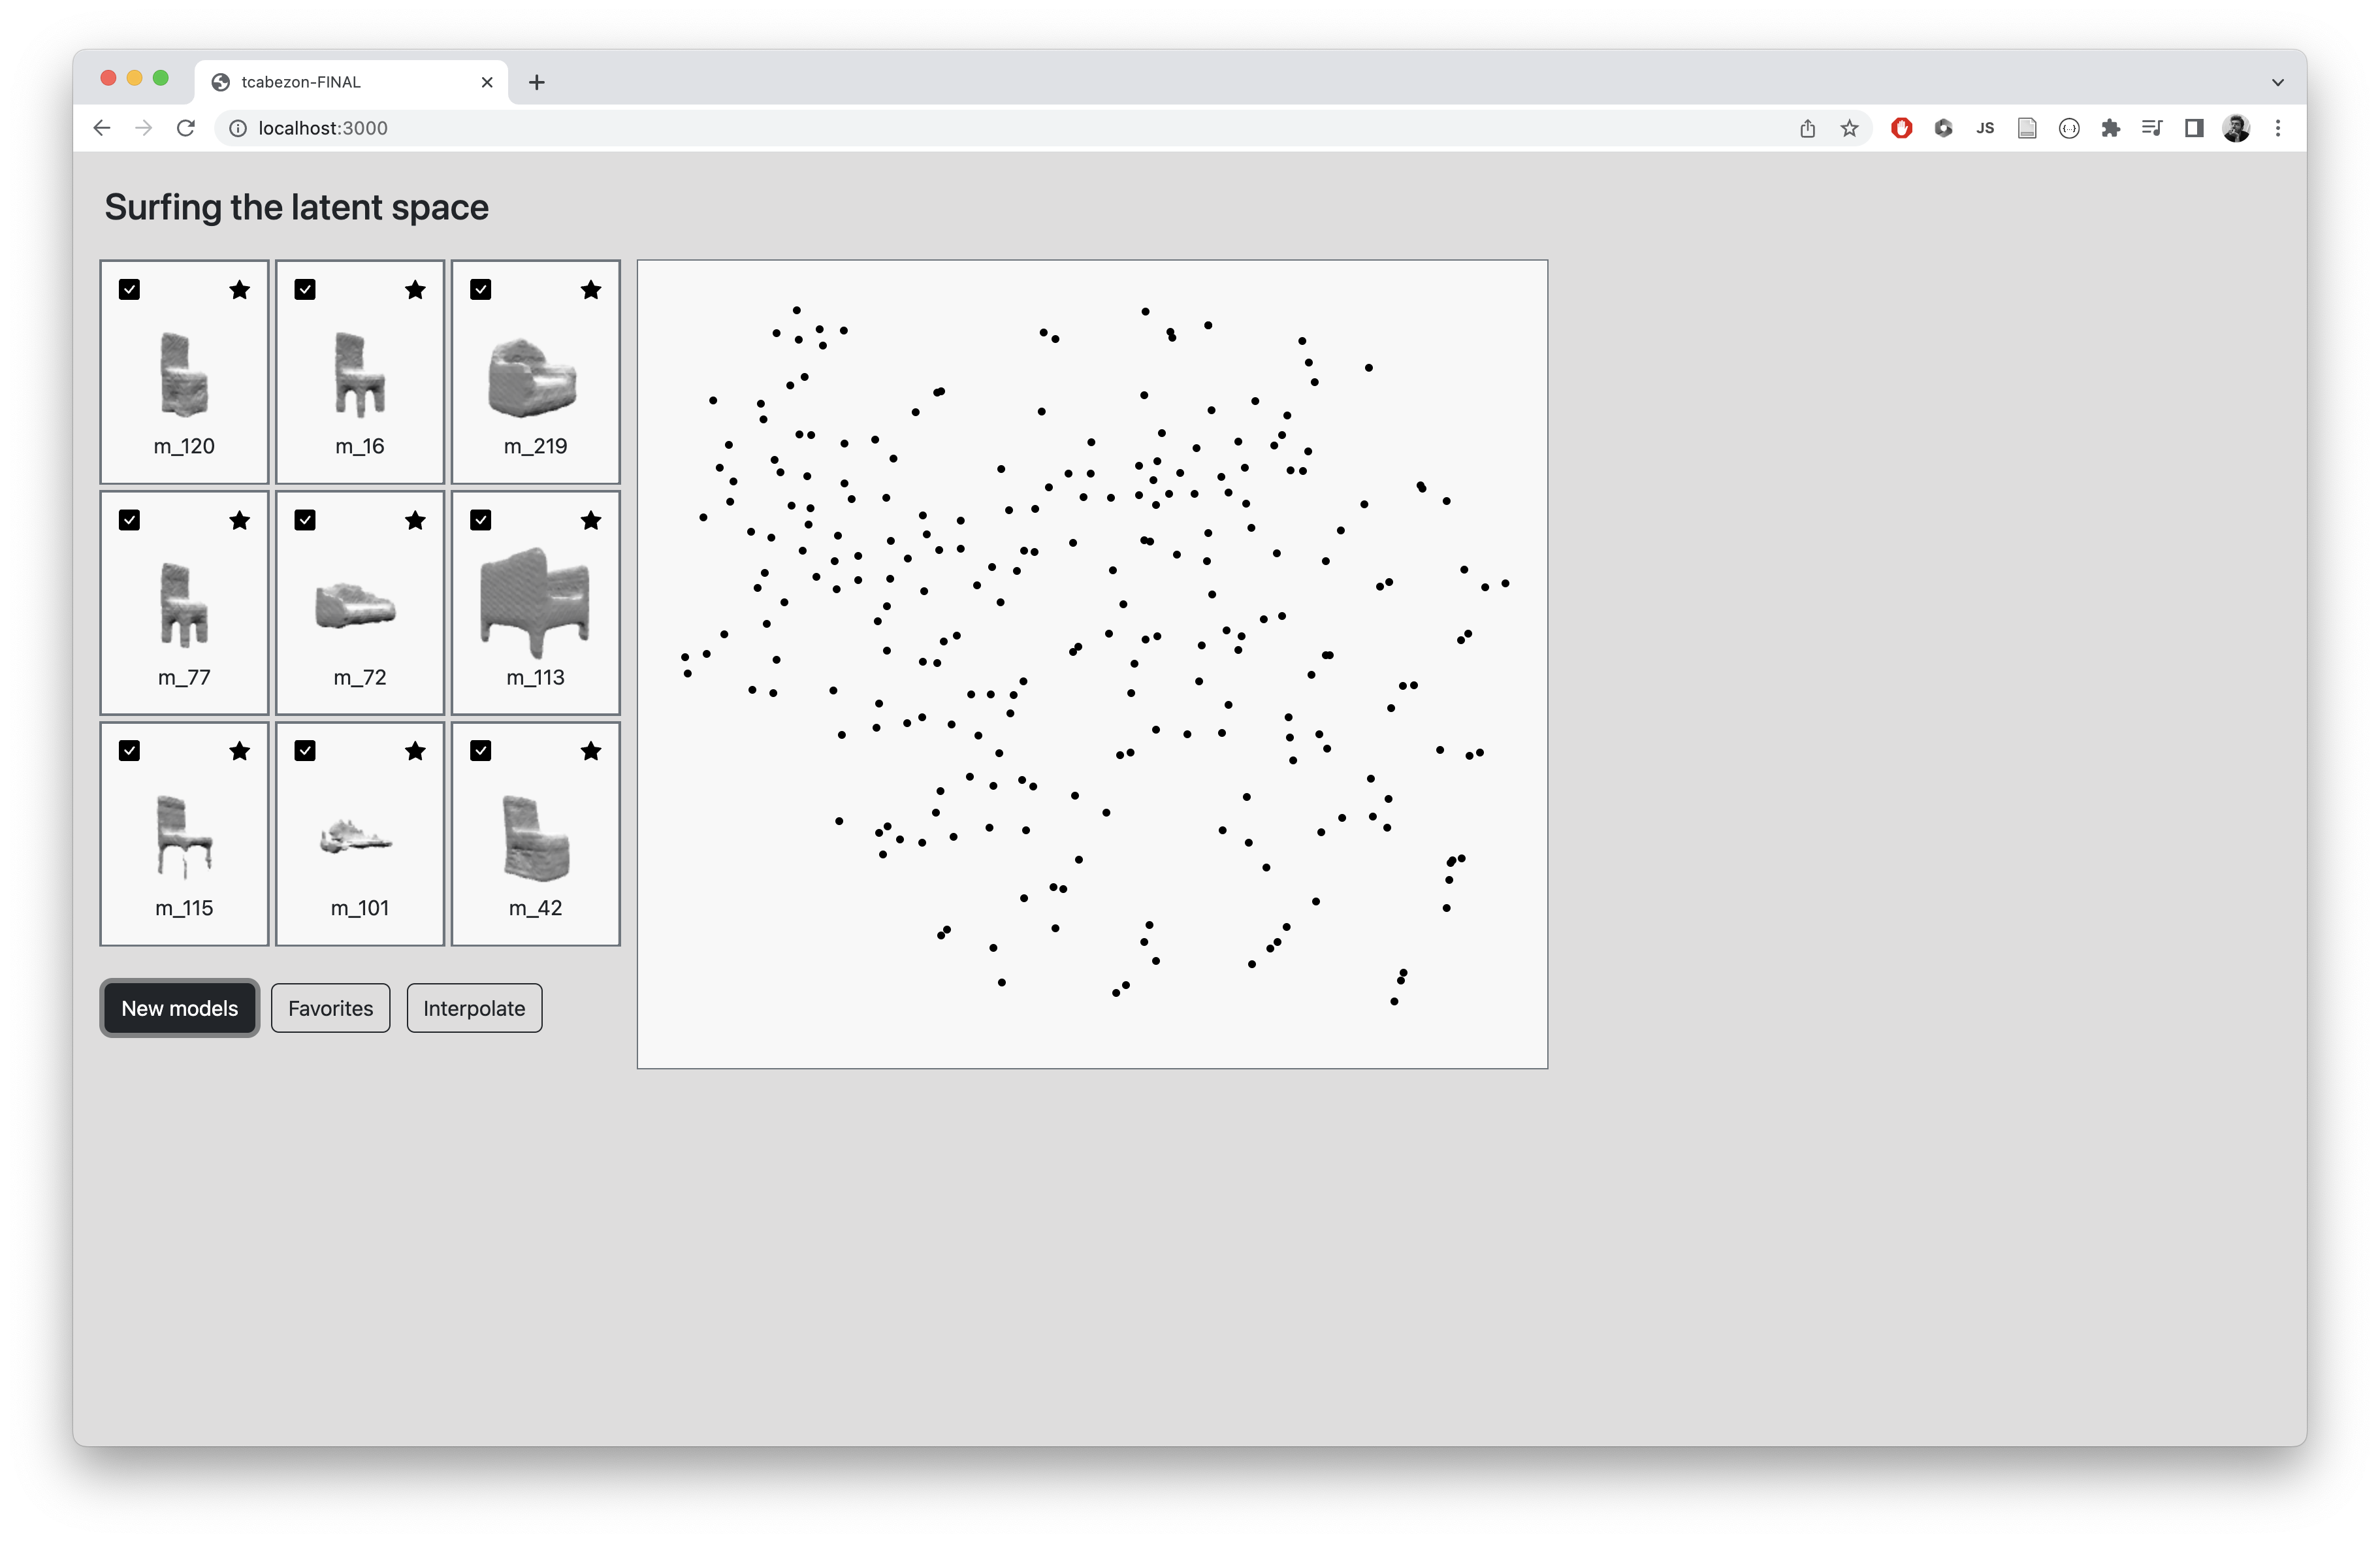 tcabezon-FINAL
localhost:3000
JS
Surfing the latent space
m_120
m_16
m_219
m_77
m_72
m_113
m_115
m_101
m_42
New models
Favorites
Interpolate